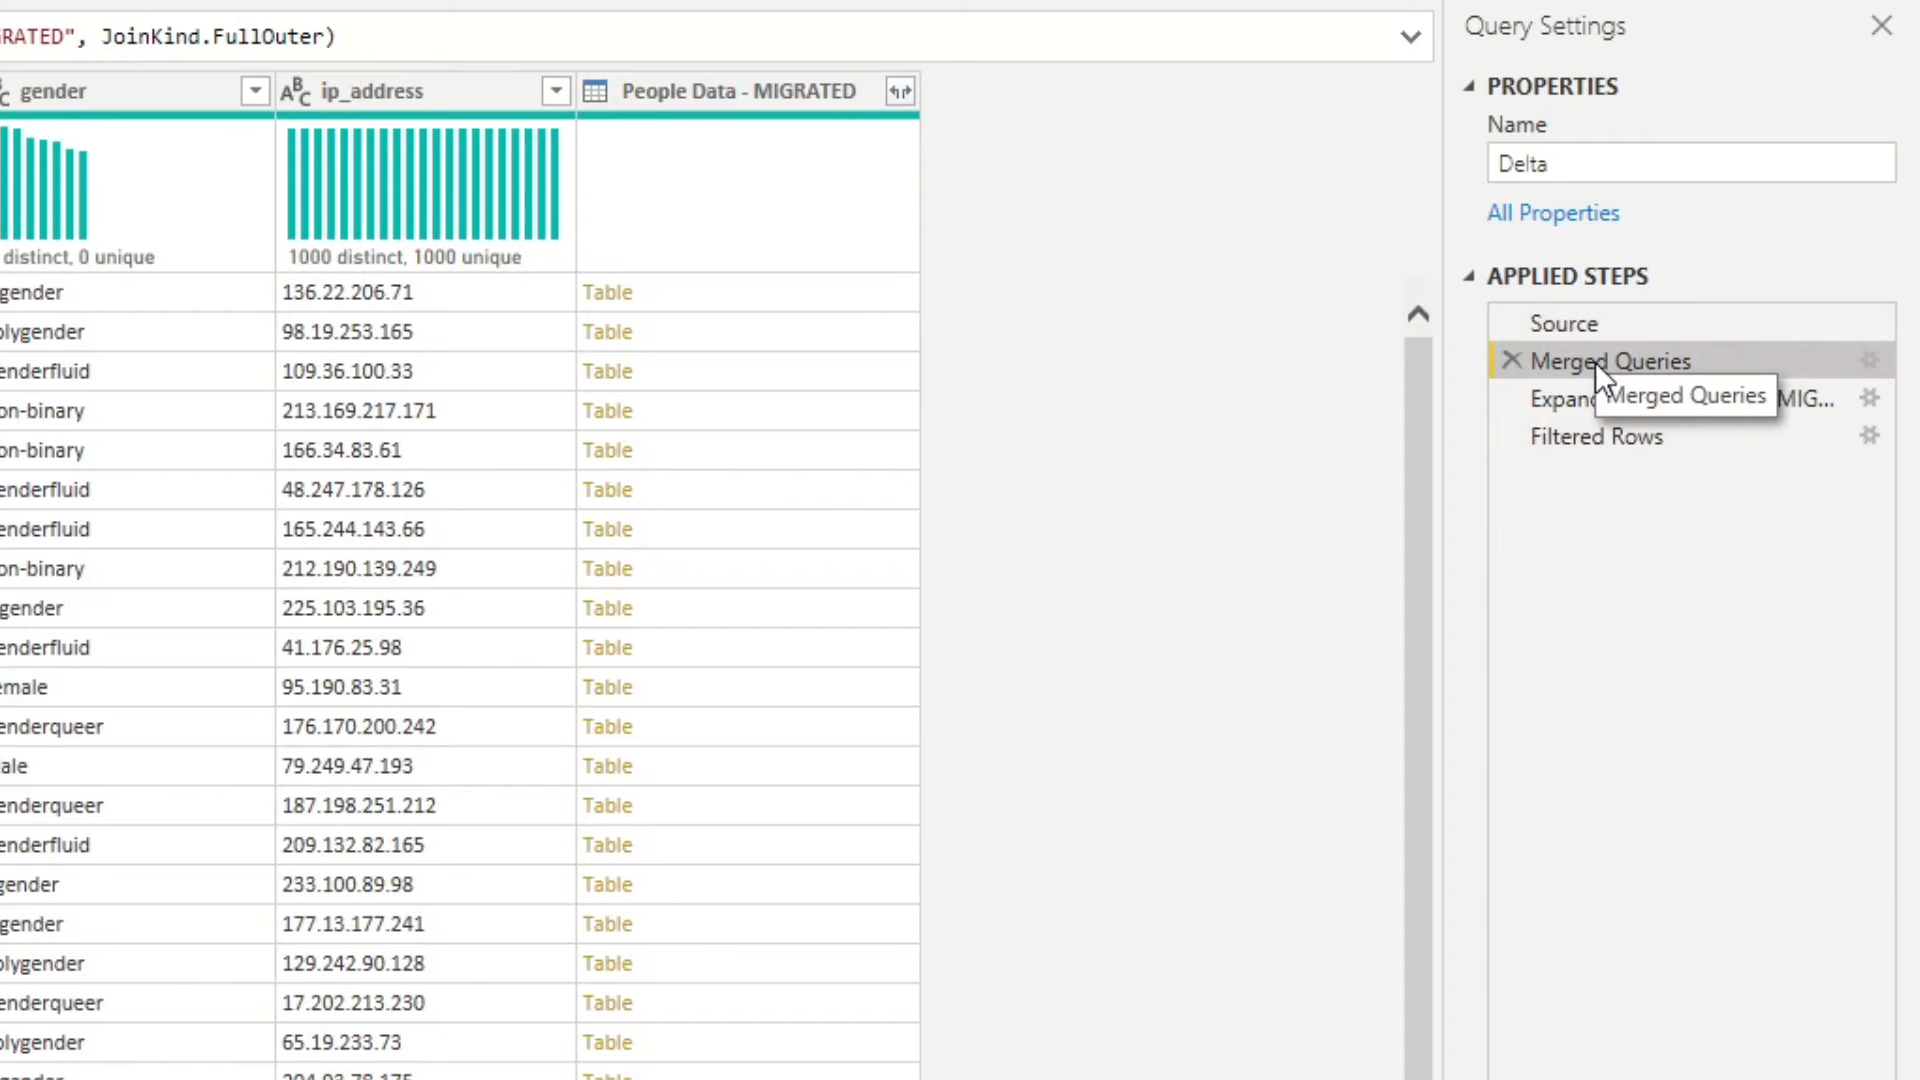 RATED", JoinKind.FullOuter)
Query Settings
gender
ip_address
People Data - MIGRATED
distinct, 0 unique
1000 distinct, 1000 unique
gender 136.22.206.71 Table
olygender 98.19.253.165 Table
enderfluid 109.36.100.33 Table
on-binary 213.169.217.171 Table
on-binary 166.34.83.61 Table
enderfluid 48.247.178.126 Table
enderfluid 165.244.143.66 Table
on-binary 212.190.139.249 Table
gender 225.103.195.36 Table
enderfluid 41.176.25.98 Table
emale 95.190.83.31 Table
enderqueer 176.170.200.242 Table
ale 79.249.47.193 Table
enderqueer 187.198.251.212 Table
enderfluid 209.132.82.165 Table
gender 233.100.89.98 Table
gender 177.13.177.241 Table
olygender 129.242.90.128 Table
enderqueer 17.202.213.230 Table
olygender 65.19.233.73 Table
PROPERTIES
Name
Delta
All Properties
APPLIED STEPS
Source
Merged Queries
Merged Queries
Expan MIG...
Filtered Rows